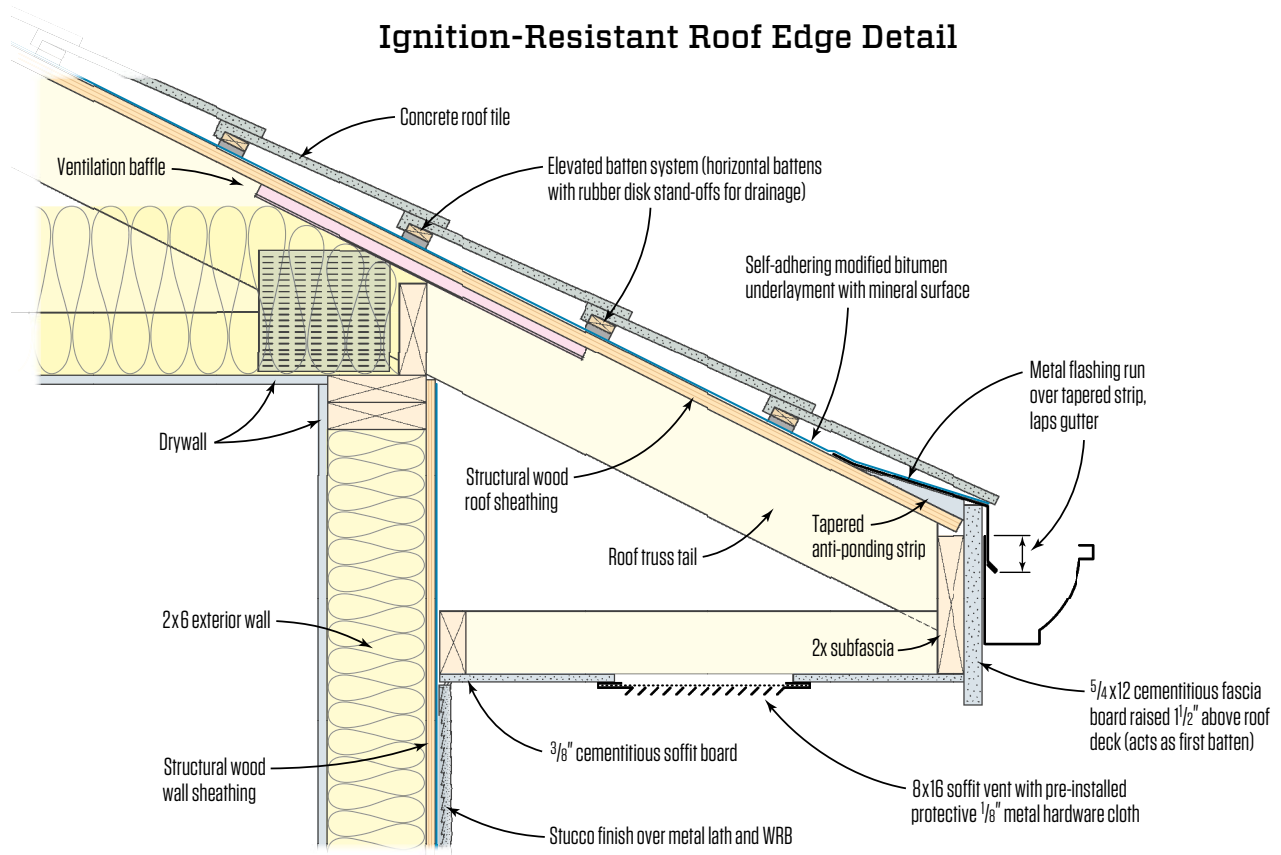 Ignition-Resistant Roof Edge Detail
Concrete roof tile
Ventilation baffle
Elevated batten system (horizontal battens
with rubber disk stand-offs for drainage)
Self-adhering modified bitumen
underlayment with mineral surface
Metal flashing run
over tapered strip,
laps gutter
Drywall
Structural wood
roof sheathing
Tapered
anti-ponding strip
Roof truss tail
2x6 exterior wall
2x subfascia
5/4x12 cementitious fascia
board raised 1 1/2" above roof
deck (acts as first batten)
3/8" cementitious soffit board
Structural wood
wall sheathing
8x16 soffit vent with pre-installed
protective 1/8" metal hardware cloth
Stucco finish over metal lath and WRB